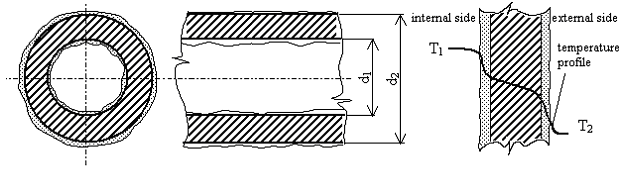 internal side
external side
T1
temperature
profile
d1
d2
T2